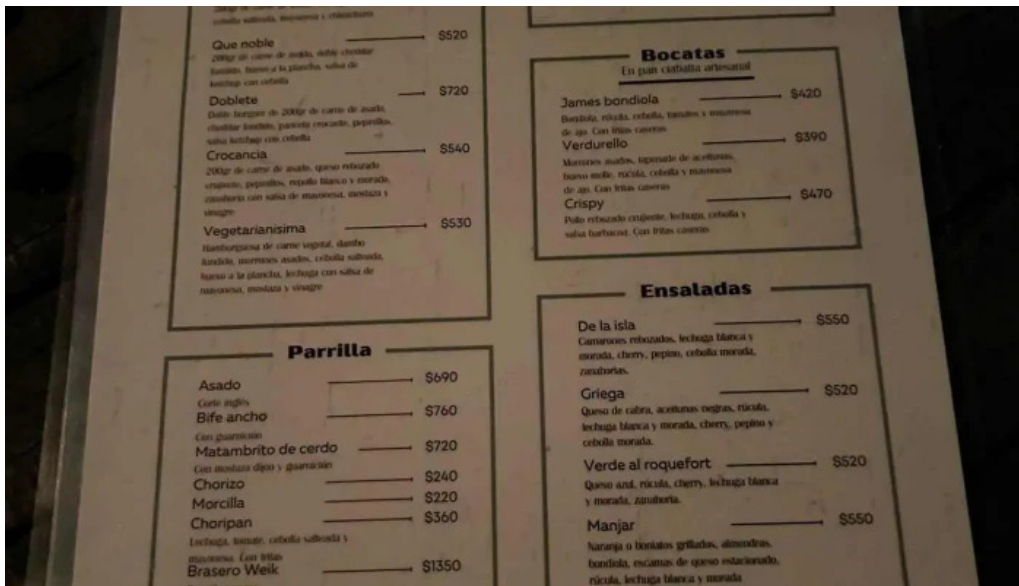 cebolla salteada, mayonesa y chimichurri
Que noble $520
200gr de carne de asado, doble cheddar
fundido, huevo a la plancha, salsa de
ketchup con cebolla
Doblete $720
Doble burguer de 200gr de carne de asado,
cheddar fundido, panceta crocante, pepinillos,
salsa ketchup con cebolla
Crocancia $540
200gr de carne de asado, queso rebozado
crujiente, pepinillos, repollo blanco y morado,
zanahoria con salsa de mayonesa, mostaza y
vinagre
Vegetarianisima $530
Hamburguesa de carne vegetal, dambo
fundido, morrones asados, cebolla salteada,
huevo a la plancha, lechuga con salsa de
mayonesa, mostaza y vinagre
Parrilla
Asado $690
Corte inglés
Bife ancho $760
Con guarnición
Matambrito de cerdo $720
Con mostaza dijon y guarnición
Chorizo $240
Morcilla $220
Choripan $360
Lechuga, tomate, cebolla salteada y
mayonesa. Con fritas
Brasero Weik $1350
Bocatas
En pan ciabatta artesanal
James bondiola $420
Bondiola, rúcula, cebolla, tomates y mayonesa
de ajo. Con fritas caseras
Verdurello $390
Morrones asados, tapenade de aceitunas,
huevo molle, rúcula, cebolla y mayonesa
de ajo. Con fritas caseras
Crispy $470
Pollo rebozado crujiente, lechuga, cebolla y
salsa barbacoa. Con fritas caseras
Ensaladas
De la isla $550
Camarones rebozados, lechuga blanca y
morada, cherry, pepino, cebolla morada,
zanahorias.
Griega $520
Queso de cabra, aceitunas negras, rúcula,
lechuga blanca y morada, cherry, pepino y
cebolla morada.
Verde al roquefort $520
Queso azul, rúcula, cherry, lechuga blanca
y morada, zanahoria.
Manjar $550
Naranja o boniatos grillados, almendras,
bondiola, escamas de queso estacionado,
rúcula, lechuga blanca y morada